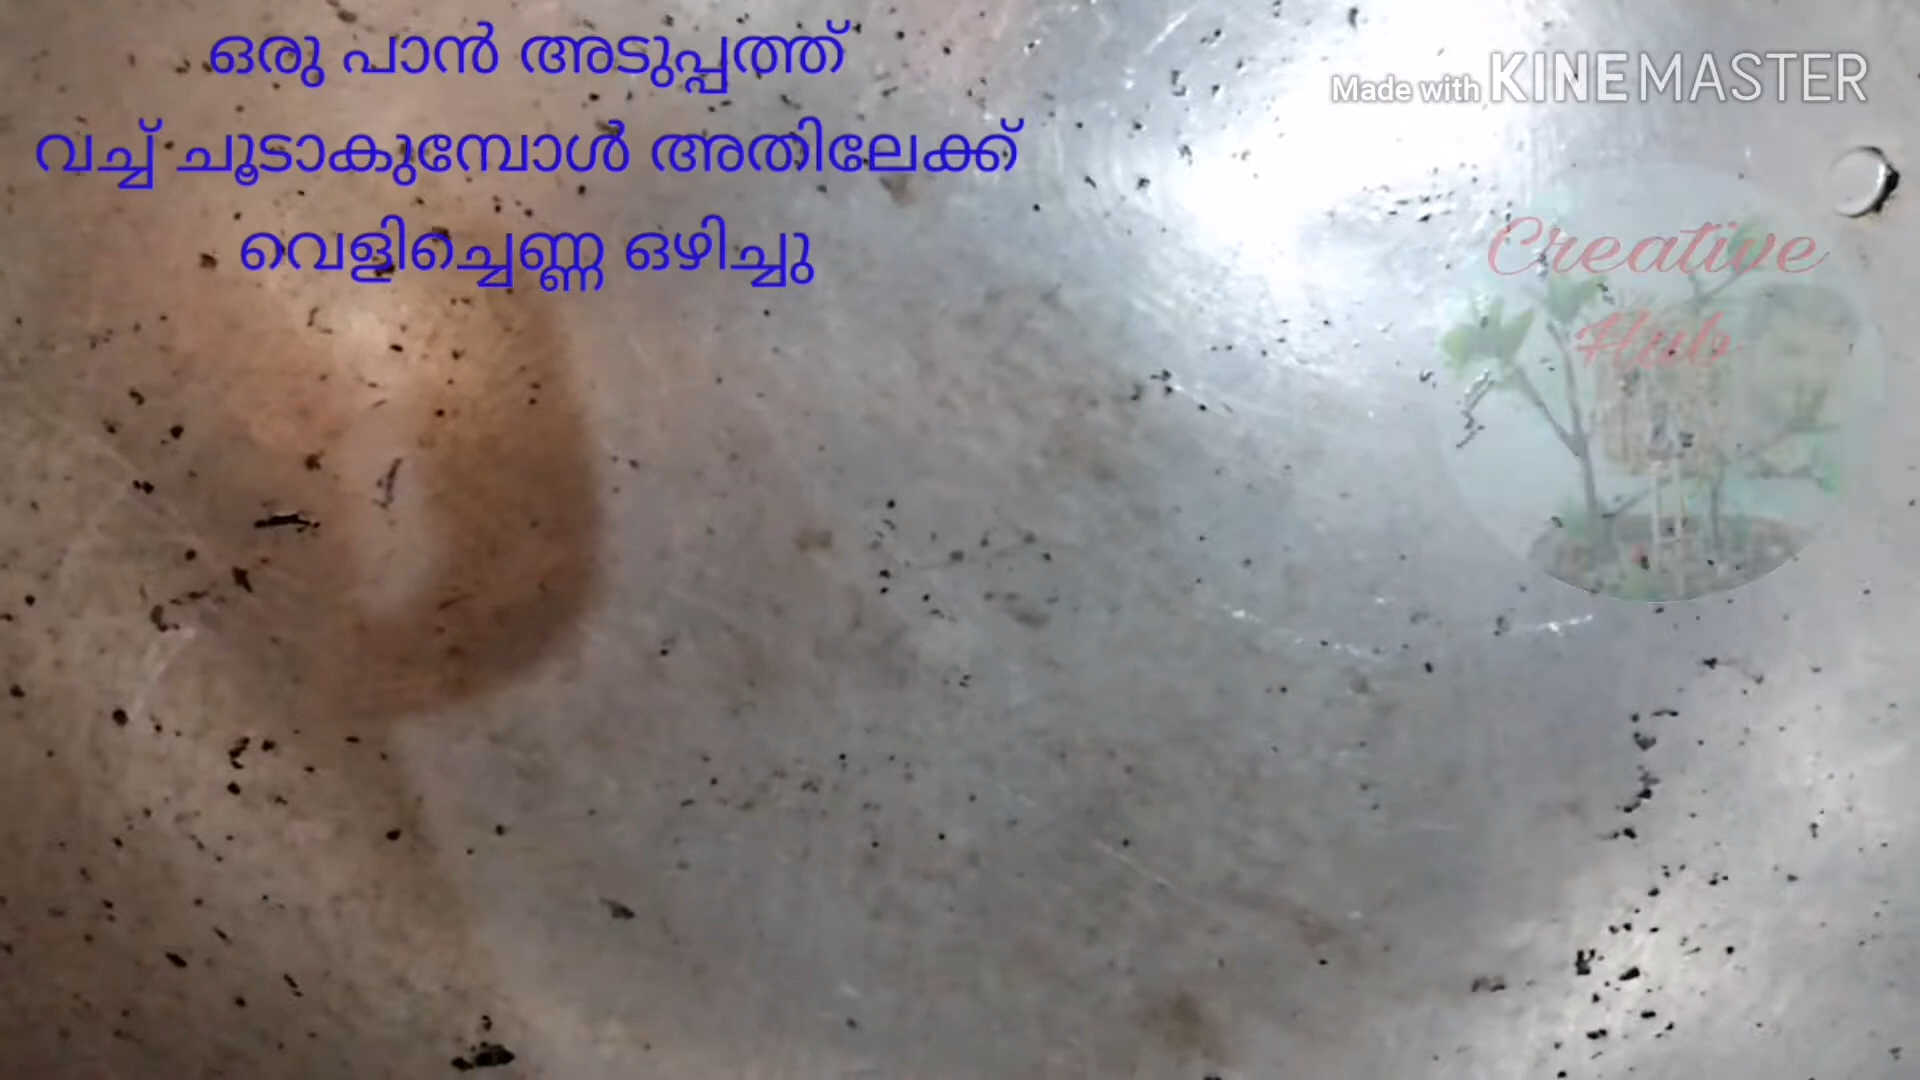 ഒരു പാൻ അടുപ്പത്ത്
വച്ച് ചൂടാകുമ്പോൾ അതിലേക്ക്
വെളിച്ചെണ്ണ ഒഴിച്ചു
Made with KINEMASTER
Creative
Hub